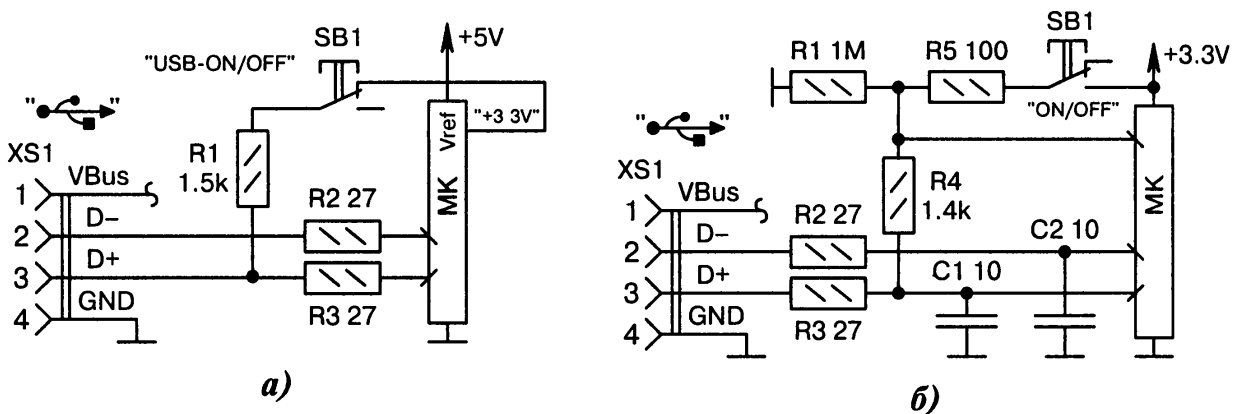 SB1
+5V
"USB-ON/OFF"
" "
"+3 3V"
Vref
МК
XS1
R1
1.5k
VBus
1
D–
R2 27
2
D+
3
GND
R3 27
4
а)
SB1
R1 1M
R5 100
+3.3V
"ON/OFF"
" "
XS1
R4
1.4k
МК
VBus
1
D–
R2 27
C2 10
2
D+
C1 10
3
GND
R3 27
4
б)